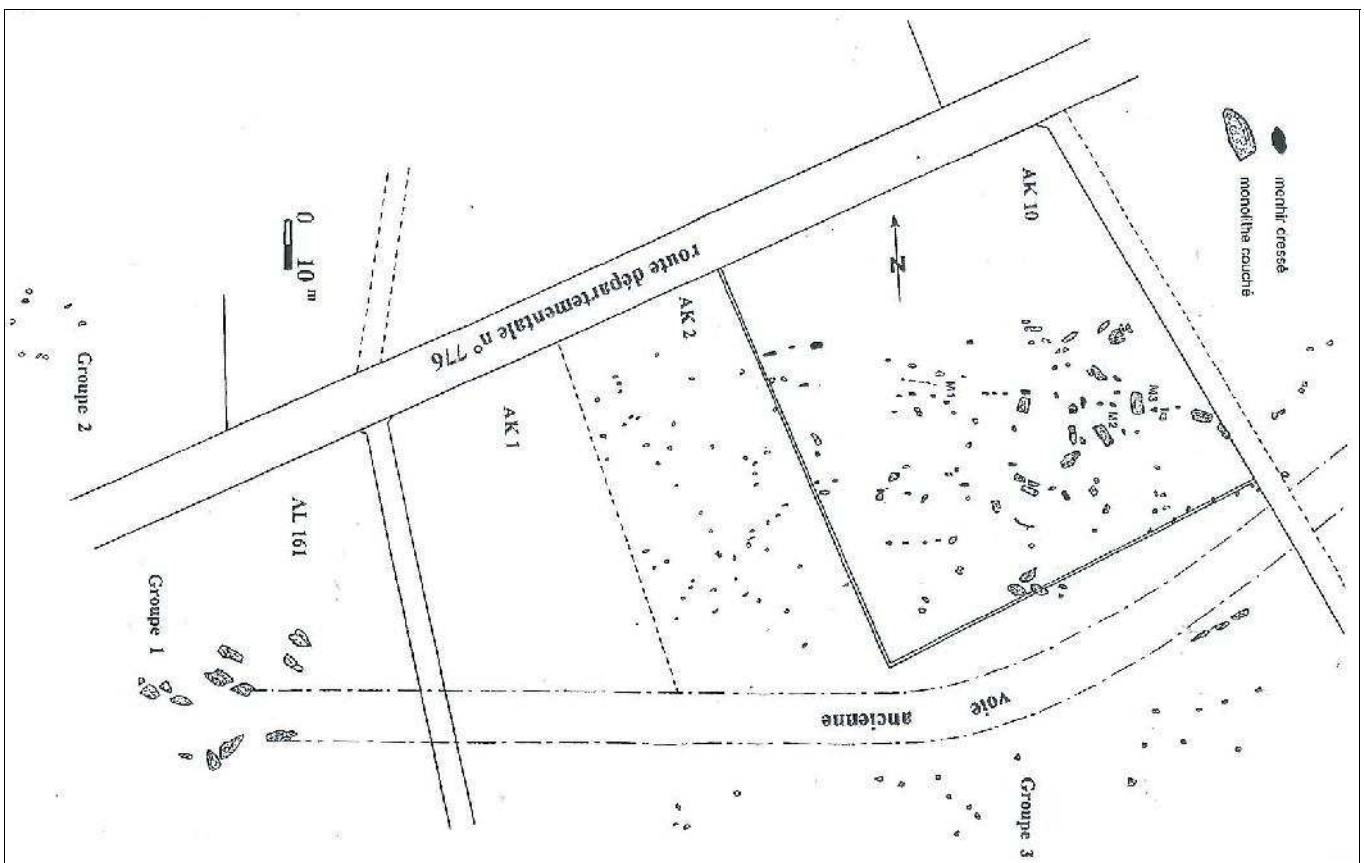 menhir dressé
monolithe couché
AK 10
N
M3
M2
M1
AK 2
route départementale n° 776
0 10 m
AK 1
AL 161
Groupe 2
Groupe 1
voie
ancienne
Groupe 3